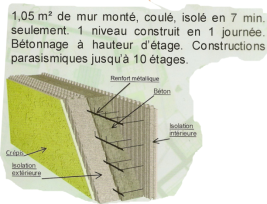 1,05 m² de mur monté, coulé, isolé en 7 min.
seulement. 1 niveau construit en 1 journée.
Bétonnage à hauteur d'étage. Constructions
parasismiques jusqu'à 10 étages.
Renfort métallique
Béton
Isolation
intérieure
Crépis
Isolation
extérieure